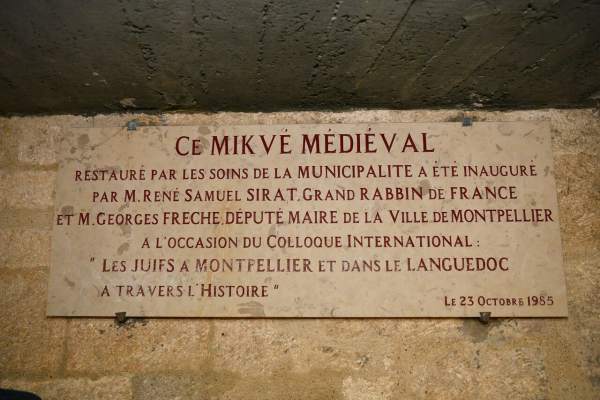 CE MIKVÉ MÉDIÉVAL
RESTAURÉ PAR LES SOINS DE LA MUNICIPALITE A ÉTÉ INAUGURÉ
PAR M. RENÉ SAMUEL SIRAT. GRAND RABBIN DE FRANCE
ET M. GEORGES FRECHE. DÉPUTÉ MAIRE DE LA VILLE DE MONTPELLIER
A L'OCCASION DU COLLOQUE INTERNATIONAL :
" LES JUIFS A MONTPELLIER ET DANS LE LANGUEDOC
A TRAVERS L'HISTOIRE "
LE 23 OCTOBRE 1985